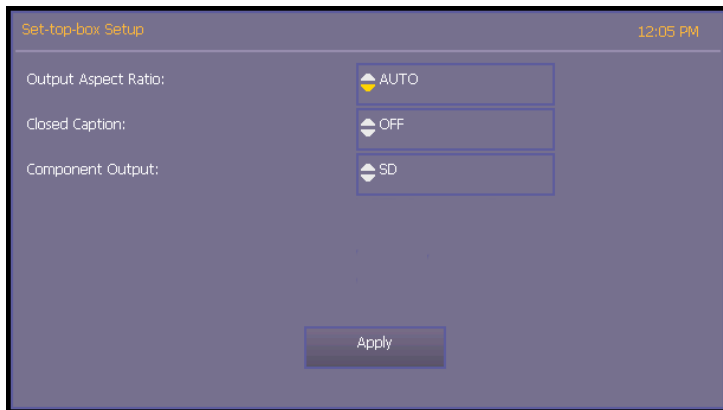 Set-top-box Setup 12:05 PM
Output Aspect Ratio: AUTO
Closed Caption: OFF
Component Output: SD
Apply